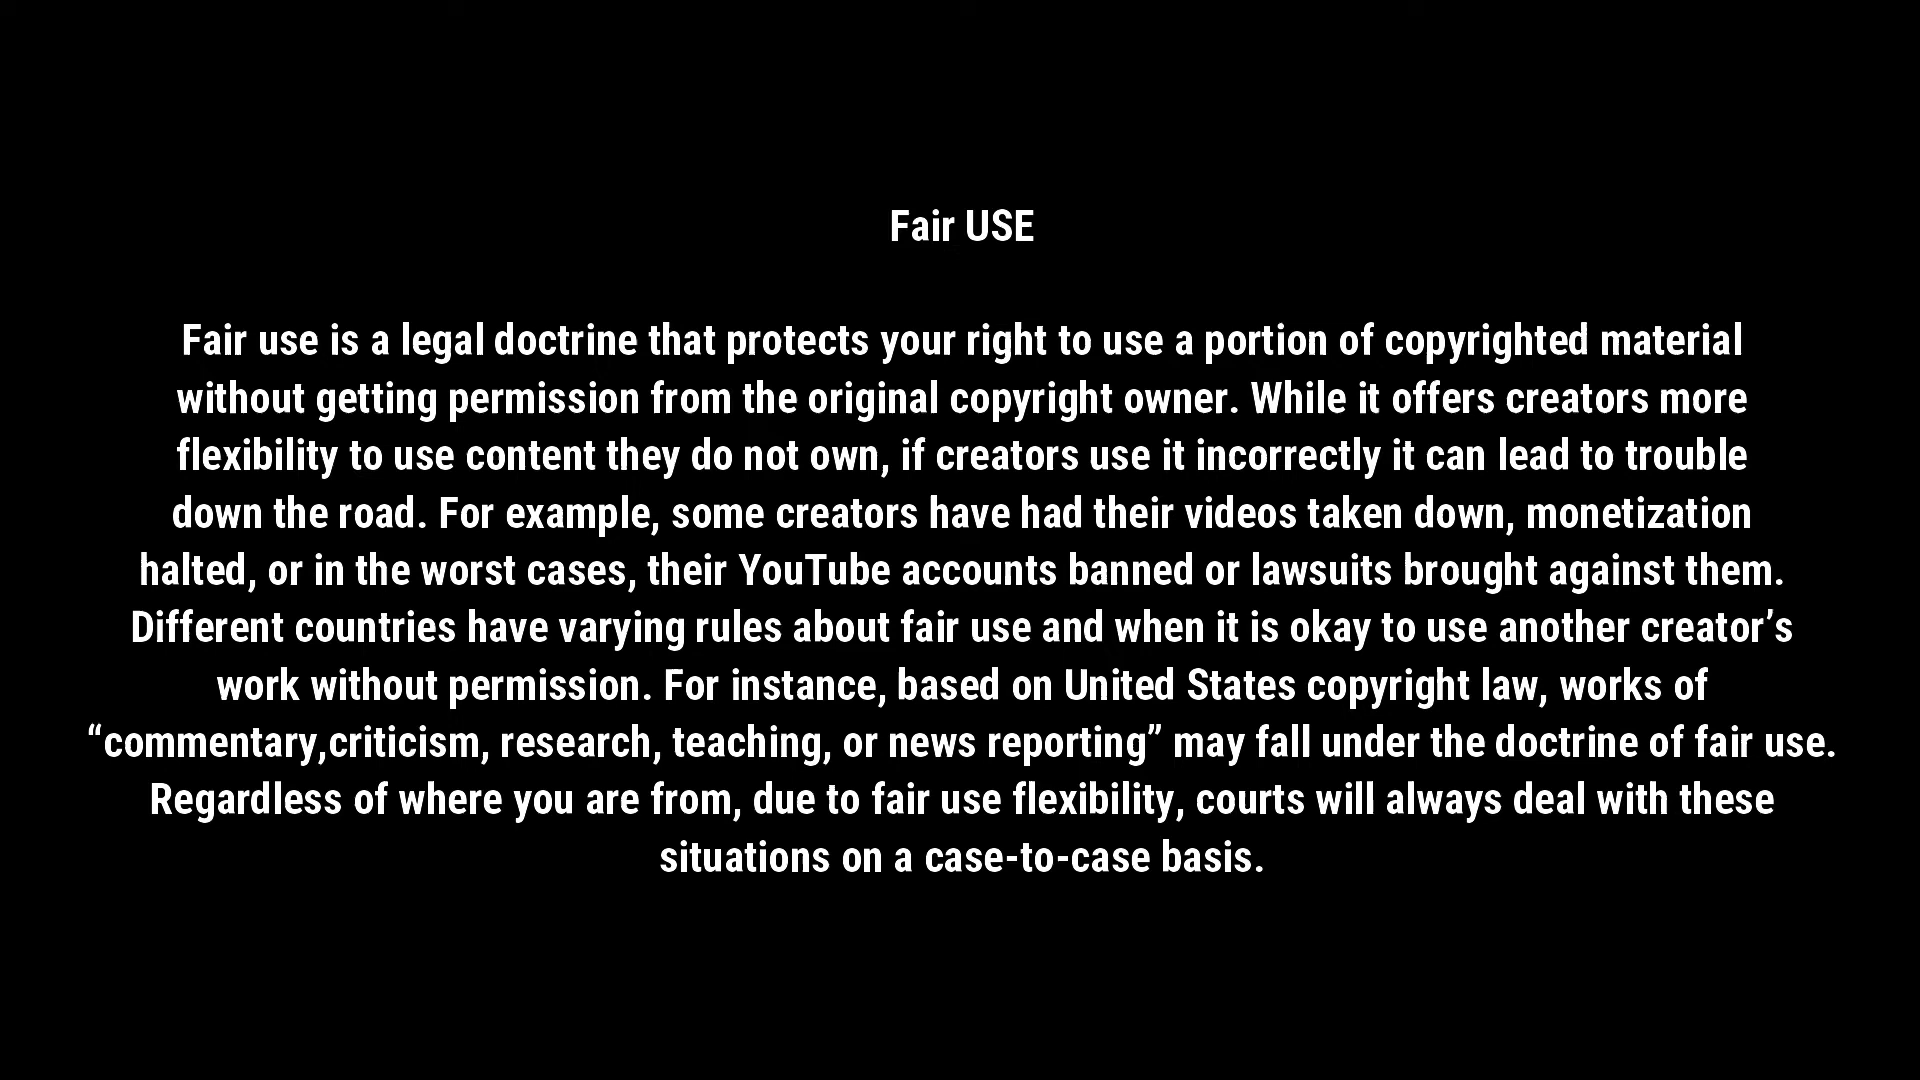 Fair USE
Fair use is a legal doctrine that protects your right to use a portion of copyrighted material
without getting permission from the original copyright owner. While it offers creators more
flexibility to use content they do not own, if creators use it incorrectly it can lead to trouble
down the road. For example, some creators have had their videos taken down, monetization
halted, or in the worst cases, their YouTube accounts banned or lawsuits brought against them.
Different countries have varying rules about fair use and when it is okay to use another creator’s
work without permission. For instance, based on United States copyright law, works of
“commentary,criticism, research, teaching, or news reporting” may fall under the doctrine of fair use.
Regardless of where you are from, due to fair use flexibility, courts will always deal with these
situations on a case-to-case basis.